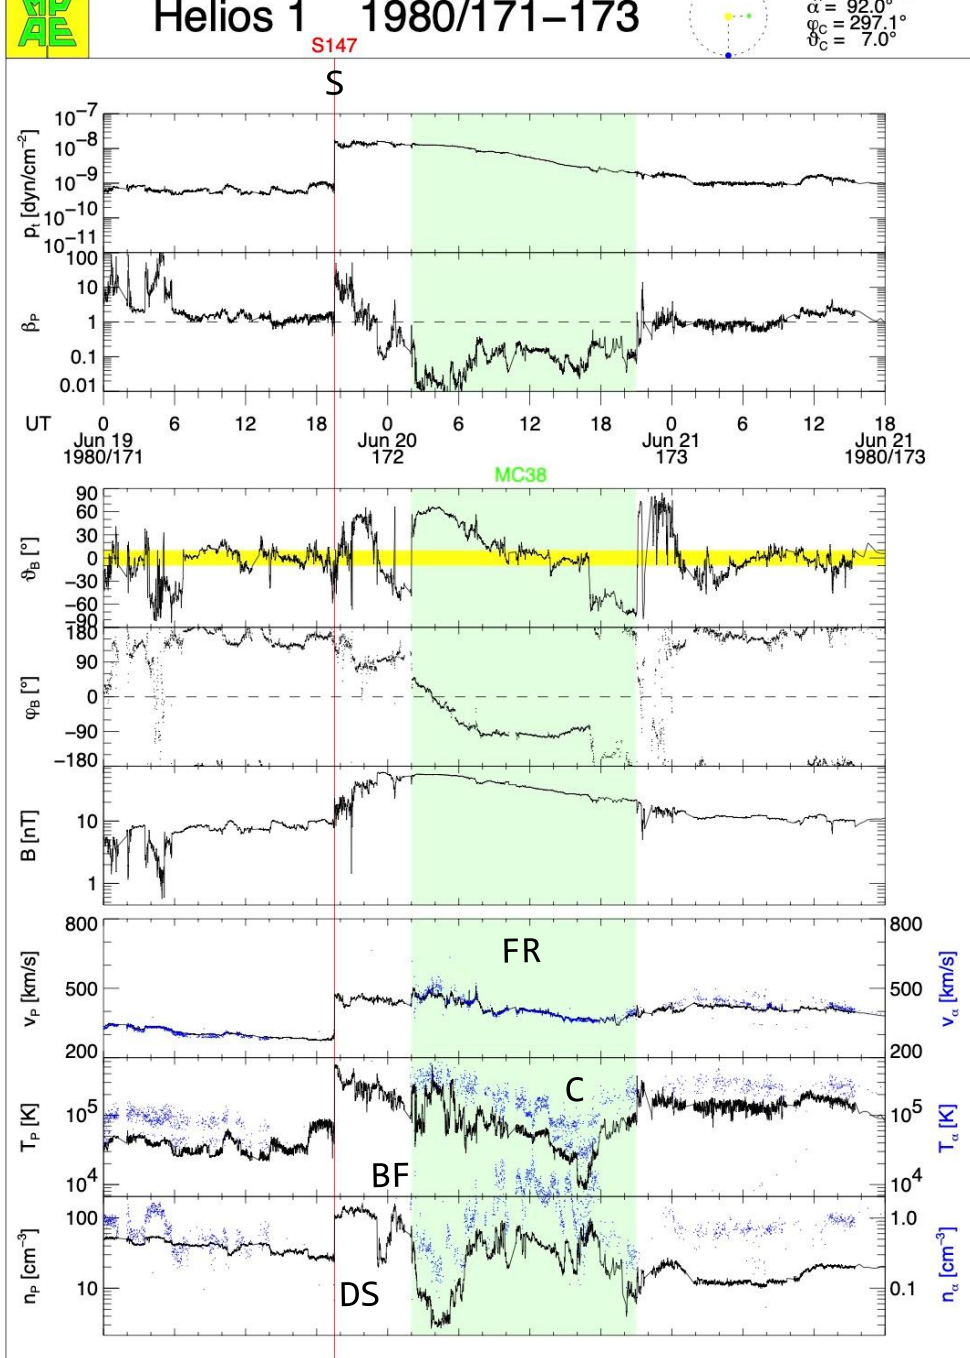 AE
Helios 1 1980/171–173
α = 92.0°
φC = 297.1°
ϑC = 7.0°
S147
S
pt [dyn/cm−2]
10−7
10−8
10−9
10−10
10−11
βP
100
10
1
0.1
0.01
UT 0 6 12 18 0 6 12 18 0 6 12 18
Jun 19 Jun 20 Jun 21 Jun 21
1980/171 172 173 1980/173
MC38
ϑB [°]
90
60
30
0
−30
−60
−90
φB [°]
180
90
0
−90
−180
B [nT]
10
1
FR
vP [km/s]
800
500
200
800
500
200
vα [km/s]
C
TP [K]
105
104
105
104
Tα [K]
BF
nP [cm−3]
100
10
1.0
0.1
nα [cm−3]
DS